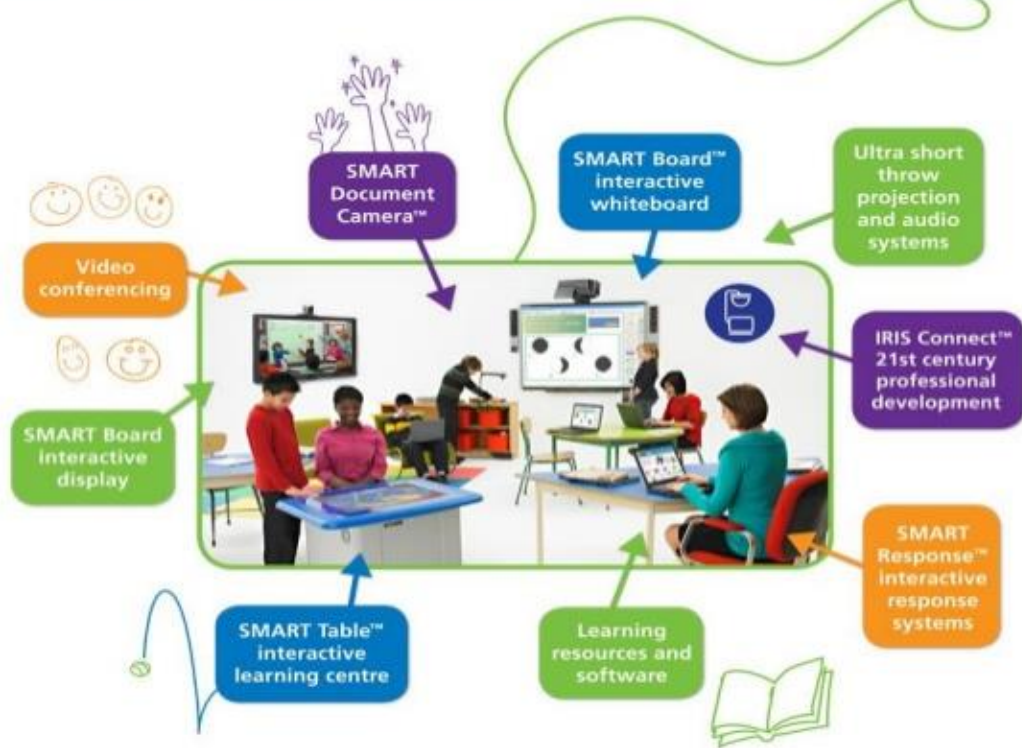 SMART
Document
Camera™
SMART Board™
interactive
whiteboard
Ultra short
throw
projection
and audio
systems
Video
conferencing
IRIS Connect™
21st century
professional
development
SMART Board
interactive
display
SMART
Response™
interactive
response
systems
SMART Table™
interactive
learning centre
Learning
resources and
software